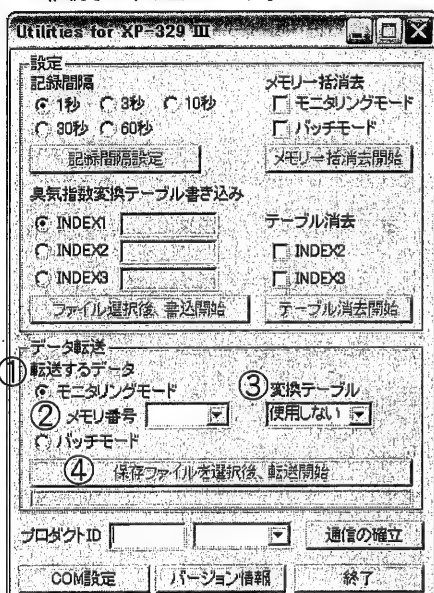 Utilities for XP-329 III
設定
記録間隔
1秒 3秒 10秒
30秒 60秒
記録間隔設定
メモリ一括消去
モニタリングモード
バッチモード
メモリ一括消去開始
臭気指数変換テーブル書き込み
INDEX1
INDEX2
INDEX3
ファイル選択後、書込開始
テーブル消去
INDEX2
INDEX3
テーブル消去開始
データ転送
①転送するデータ
モニタリングモード
②メモリ番号
バッチモード
③変換テーブル
使用しない
④保存ファイルを選択後、転送開始
プロダクトID
通信の確立
COM設定 バージョン情報 終了